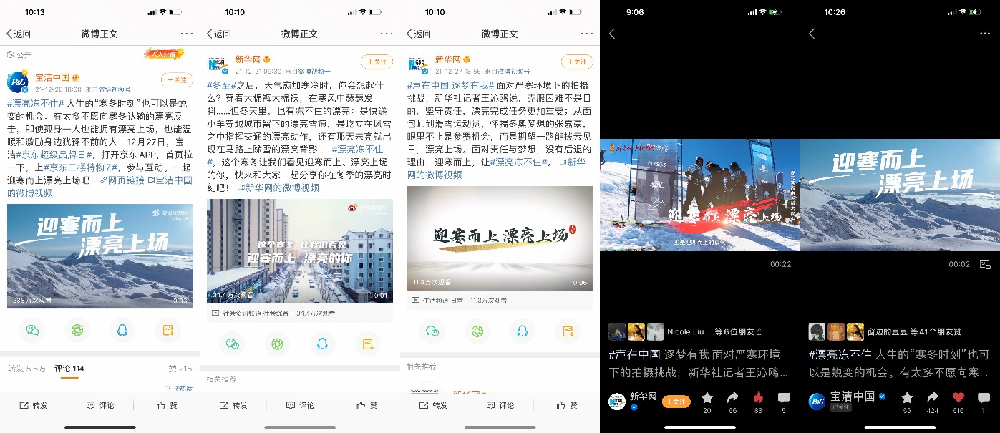 10:13
返回
微博正文
公开
人人公益
P&G
宝洁中国
+关注
21-12-26 18:00 来自微博视频号
#漂亮冻不住# 人生的“寒冬时刻”也可以是蜕
变的机会。有太多不愿向寒冬认输的漂亮反
击，即使孤身一人也能拥有漂亮上场，也能温
暖和激励身边犹豫不前的人！12月27日，宝
洁#京东超级品牌日#，打开京东 APP，首页拉
一下，上#京东二楼特物 Z#，参与互动。一起
迎寒而上漂亮上场吧！ 网页链接 宝洁中国
的微博视频
迎寒而上
漂亮上场
238万次观看
0:03
转发 5.5万
评论 114
赞 215
按热度
转发
评论
赞
10:10
返回
微博正文
新华网
NEWS
+关注
21-12-21 09:30 来自微博视频号
#冬至#之后，天气愈加寒冷时，你会想起什
么？穿着大棉裤大棉袄，在寒风中瑟瑟发
抖……但冬天里，也有冻不住的漂亮：是快递
小车穿越城市留下的漂亮雪痕，是屹立在风雪
之中指挥交通的漂亮动作，还有那天未亮就出
现在马路上除雪的漂亮背影……#漂亮冻不住
#，这个寒冬让我们看见迎寒而上、漂亮上场
的你，快来和大家一起分享你在冬季的漂亮时
刻吧！ 新华网的微博视频
这个寒冬 让我们看见
迎寒而上 漂亮的你
34.4万次观看
0:01
社会资讯频道 社会综合 · 34.4万次观看
相关推荐
转发
评论
赞
10:10
返回
微博正文
新华网
NEWS
+关注
21-12-27 18:55 来自微博视频号
#声在中国 逐梦有我# 面对严寒环境下的拍摄
挑战，新华社记者王沁鸥说，克服困难不是目
的，坚守责任，漂亮完成任务更加重要；从面
包师到滑雪运动员，怀揣冬奥梦想的张嘉豪，
眼里不止是参赛机会，而是期望一路能拨云见
日，漂亮上场。面对责任与梦想，没有后退的
理由，迎寒而上，让#漂亮冻不住#。 新华
网的微博视频
迎寒而上 漂亮上场
11.3万次观看
0:06
生活频道 日常 · 11.3万次观看
相关推荐
www.news.cn
新华网
转发
评论
赞
9:06
迎寒而上 漂亮上场
更是迎寒而上的勇气
00:22
Nicole Liu ... 等6位朋友
#声在中国 逐梦有我 面对严寒环境
下的拍摄挑战，新华社记者王沁鸥...
新华网
+关注
20
66
83
5
10:26
迎寒而上
漂亮上场
00:02
窗边的豆豆 等41个朋友赞
#漂亮冻不住 人生的“寒冬时刻”也可
以是蜕变的机会。有太多不愿向寒...
P&G
宝洁中国
已关注
56
424
616
11